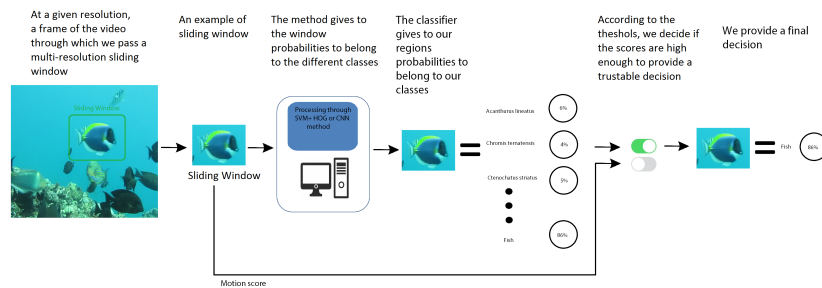 At a given resolution,
a frame of the video
through which we pass a
multi-resolution sliding
window
An example of
sliding window
The method gives to
the window
probabilities to belong
to the different classes
The classifier
gives to our
regions
probabilities to
belong to our
classes
According to the
theshols, we decide if
the scores are high
enough to provide a
trustable decision
We provide a final
decision
Sliding Window
Sliding Window
Processing through
SVM+ HOG or CNN
method
Acanthurus lineatus
6%
Chromis ternatensis
4%
Ctenochatus striatus
5%
Fish
86%
Fish
86%
Motion score